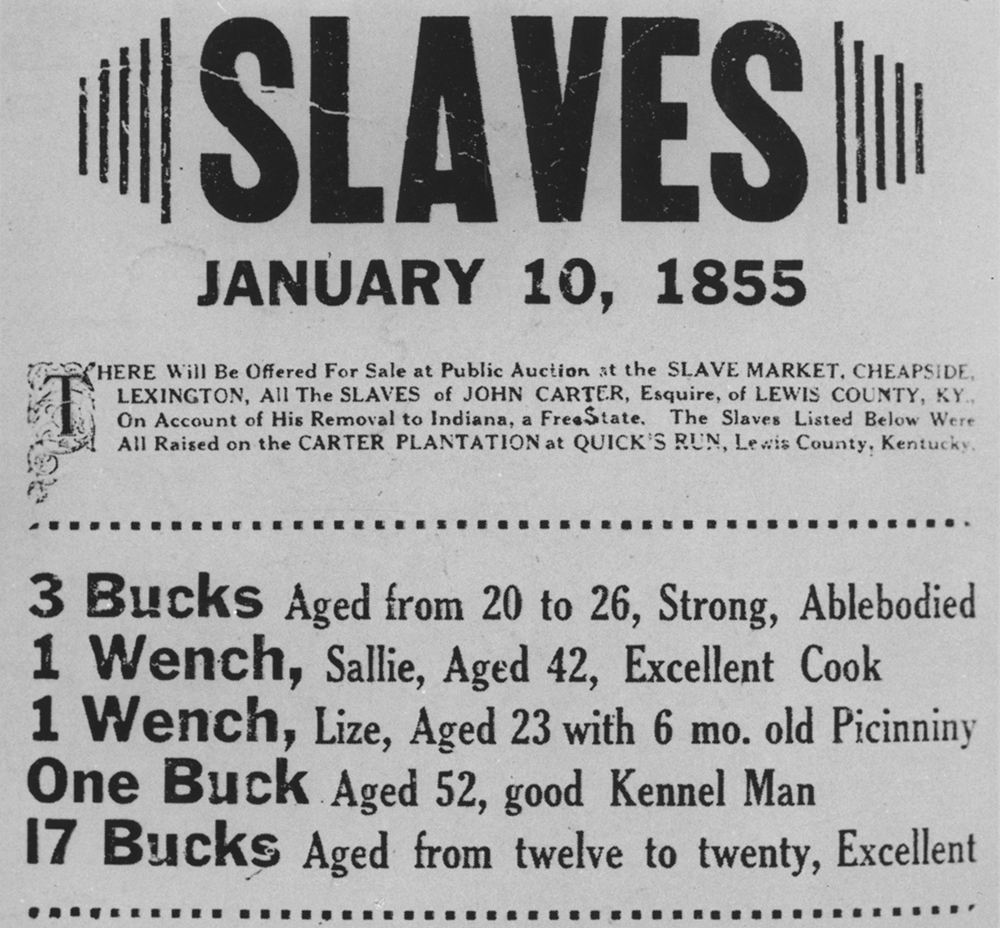 SLAVES
JANUARY 10, 1855
THERE Will Be Offered For Sale at Public Auction at the SLAVE MARKET, CHEAPSIDE,
LEXINGTON, All The SLAVES of JOHN CARTER, Esquire, of LEWIS COUNTY, KY.,
On Account of His Removal to Indiana, a Free State. The Slaves Listed Below Were
All Raised on the CARTER PLANTATION at QUICK'S RUN, Lewis County, Kentucky.
3 Bucks Aged from 20 to 26, Strong, Ablebodied
1 Wench, Sallie, Aged 42, Excellent Cook
1 Wench, Lize, Aged 23 with 6 mo. old Picinniny
One Buck Aged 52, good Kennel Man
17 Bucks Aged from twelve to twenty, Excellent